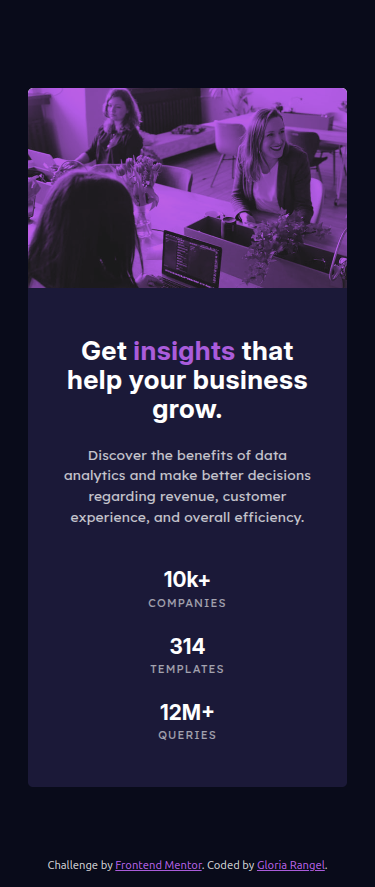 Get insights that
help your business
grow.
Discover the benefits of data
analytics and make better decisions
regarding revenue, customer
experience, and overall efficiency.
10k+
COMPANIES
314
TEMPLATES
12M+
QUERIES
Challenge by Frontend Mentor. Coded by Gloria Rangel.